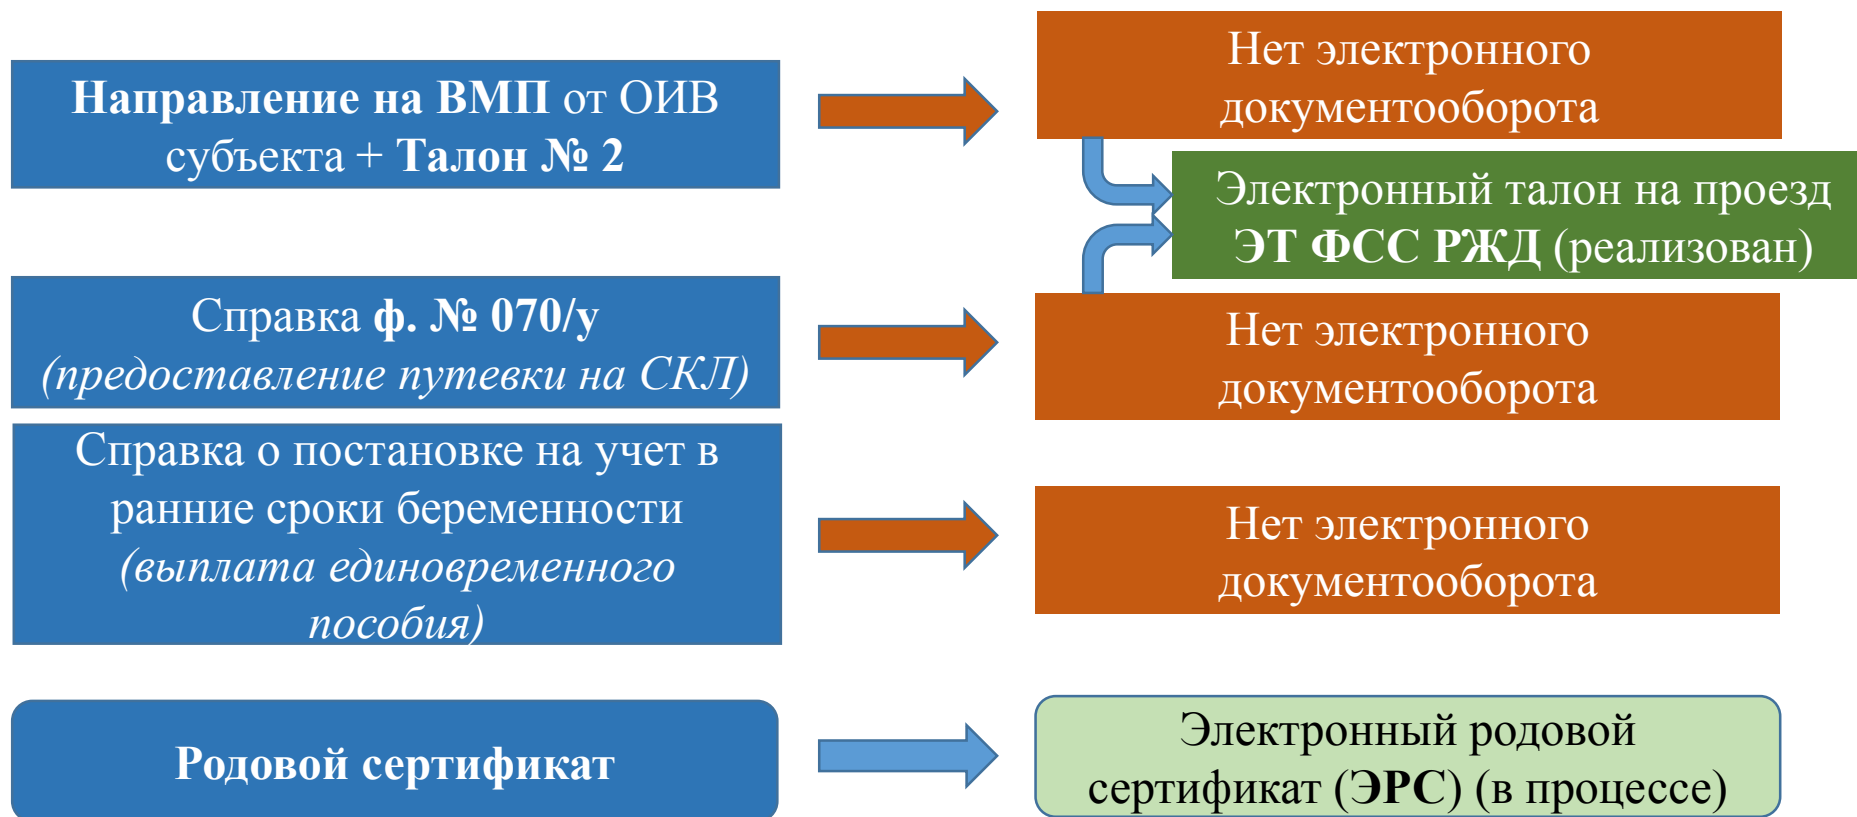 Направление на ВМП от ОИВ
субъекта + Талон № 2
Нет электронного
документооборота
Электронный талон на проезд
ЭТ ФСС РЖД (реализован)
Справка ф. № 070/у
(предоставление путевки на СКЛ)
Нет электронного
документооборота
Справка о постановке на учет в
ранние сроки беременности
(выплата единовременного
пособия)
Нет электронного
документооборота
Родовой сертификат
Электронный родовой
сертификат (ЭРС) (в процессе)